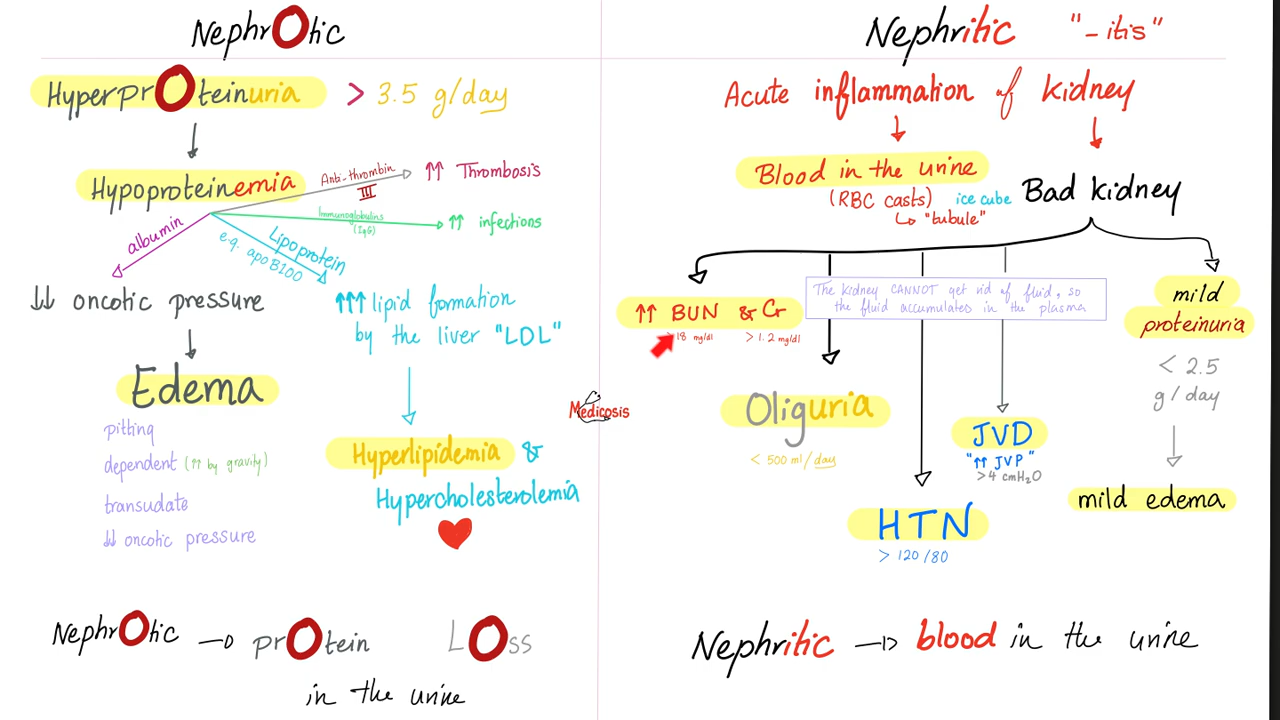 NephrOtic
HyperprOteinuria > 3.5 g/day
Hypoproteinemia
Anti-thrombin
III
↑↑ Thrombosis
Immunoglobulins
(IgG)
↑↑ infections
albumin
Lipoprotein
e.g. apoB100
↓↓ oncotic pressure
↑↑↑ lipid formation
by the liver "LDL"
Edema
pitting
dependent (↑↑ by gravity)
transudate
↓↓ oncotic pressure
Hyperlipidemia &
Hypercholesterolemia
NephrOtic → prOtein LOss
in the urine
Medicosis
Nephritic "-itis"
Acute inflammation of kidney
Blood in the urine
(RBC casts) ice cube
↳ "tubule"
Bad kidney
↑↑ BUN & Cr
> 18 mg/dl > 1.2 mg/dl
The kidney CANNOT get rid of fluid, so
the fluid accumulates in the plasma
Oliguria
< 500 ml/day
HTN
> 120/80
JVD
"↑↑ JVP"
> 4 cmH₂O
mild
proteinuria
< 2.5
g/day
mild edema
Nephritic → blood in the urine